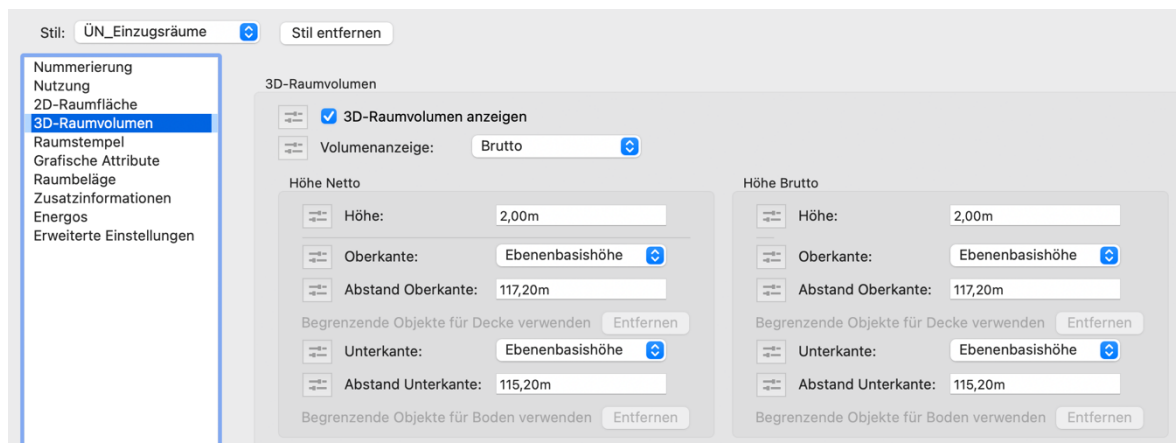 Stil: ÜN_Einzugsräume Stil entfernen
Nummerierung
Nutzung
2D-Raumfläche
3D-Raumvolumen
Raumstempel
Grafische Attribute
Raumbeläge
Zusatzinformationen
Energos
Erweiterte Einstellungen
3D-Raumvolumen
3D-Raumvolumen anzeigen
Volumenanzeige: Brutto
Höhe Netto
Höhe: 2,00m
Oberkante: Ebenenbasishöhe
Abstand Oberkante: 117,20m
Begrenzende Objekte für Decke verwenden Entfernen
Unterkante: Ebenenbasishöhe
Abstand Unterkante: 115,20m
Begrenzende Objekte für Boden verwenden Entfernen
Höhe Brutto
Höhe: 2,00m
Oberkante: Ebenenbasishöhe
Abstand Oberkante: 117,20m
Begrenzende Objekte für Decke verwenden Entfernen
Unterkante: Ebenenbasishöhe
Abstand Unterkante: 115,20m
Begrenzende Objekte für Boden verwenden Entfernen